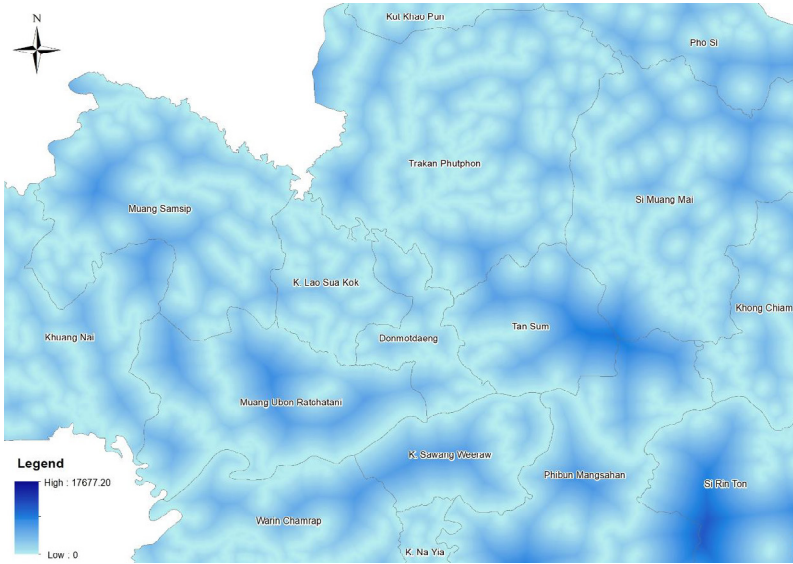 N
Kut Khao Pun
Pho Si
Trakan Phutphon
Si Muang Mai
Muang Samsip
K. Lao Sua Kok
Khong Chiam
Tan Sum
Khuang Nai
Donmotdaeng
Muang Ubon Ratchatani
K. Sawang Weeraw
Phibun Mangsahan
Si Rin Ton
Warin Chamrap
K. Na Yia
Legend
High : 17677.20
Low : 0